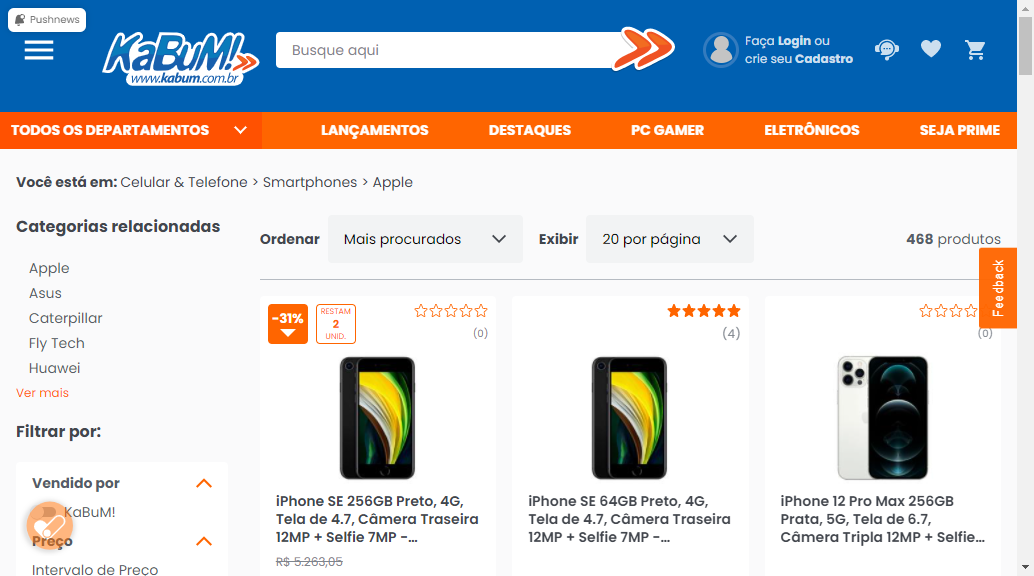 Pushnews
KaBuM!
www.kabum.com.br
Busque aqui
Faça Login ou
crie seu Cadastro
TODOS OS DEPARTAMENTOS
LANÇAMENTOS
DESTAQUES
PC GAMER
ELETRÔNICOS
SEJA PRIME
Você está em: Celular & Telefone > Smartphones > Apple
Categorias relacionadas
Apple
Asus
Caterpillar
Fly Tech
Huawei
Ver mais
Filtrar por:
Vendido por
KaBuM!
Preço
Intervalo de Preço
Ordenar
Mais procurados
Exibir
20 por página
468 produtos
Feedback
-31%
RESTAM
2
UNID.
(0)
iPhone SE 256GB Preto, 4G,
Tela de 4.7, Câmera Traseira
12MP + Selfie 7MP -...
R$ 5.263,05
(4)
iPhone SE 64GB Preto, 4G,
Tela de 4.7, Câmera Traseira
12MP + Selfie 7MP -...
(0)
iPhone 12 Pro Max 256GB
Prata, 5G, Tela de 6.7,
Câmera Tripla 12MP + Selfie...